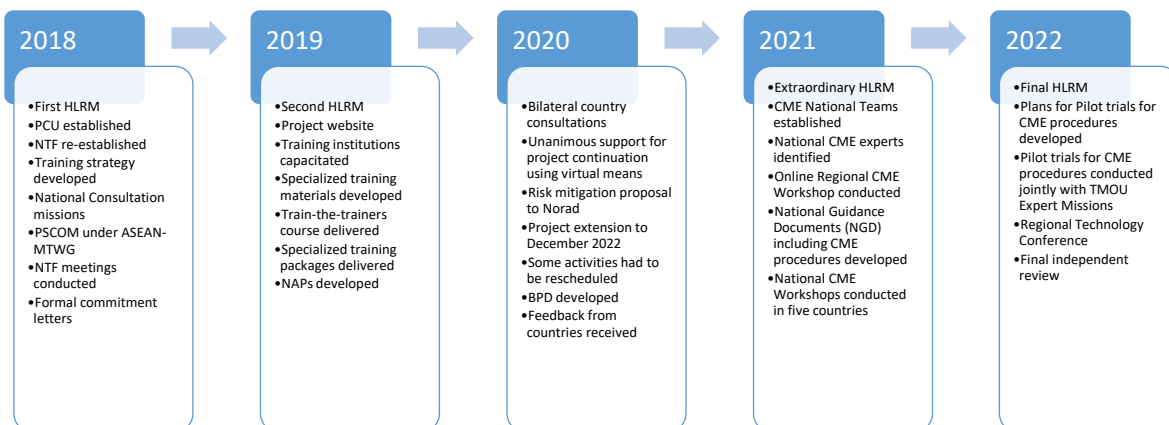 2018
•First HLRM
•PCU established
•NTF re-established
•Training strategy
developed
•National Consultation
missions
•PSCOM under ASEAN-
MTWG
•NTF meetings
conducted
•Formal commitment
letters
2019
•Second HLRM
•Project website
•Training institutions
capacitated
•Specialized training
materials developed
•Train-the-trainers
course delivered
•Specialized training
packages delivered
•NAPs developed
2020
•Bilateral country
consultations
•Unanimous support for
project continuation
using virtual means
•Risk mitigation proposal
to Norad
•Project extension to
December 2022
•Some activities had to
be rescheduled
•BPD developed
•Feedback from
countries received
2021
•Extraordinary HLRM
•CME National Teams
established
•National CME experts
identified
•Online Regional CME
Workshop conducted
•National Guidance
Documents (NGD)
including CME
procedures developed
•National CME
Workshops conducted
in five countries
2022
•Final HLRM
•Plans for Pilot trials for
CME procedures
developed
•Pilot trials for CME
procedures conducted
jointly with TMOU
Expert Missions
•Regional Technology
Conference
•Final independent
review